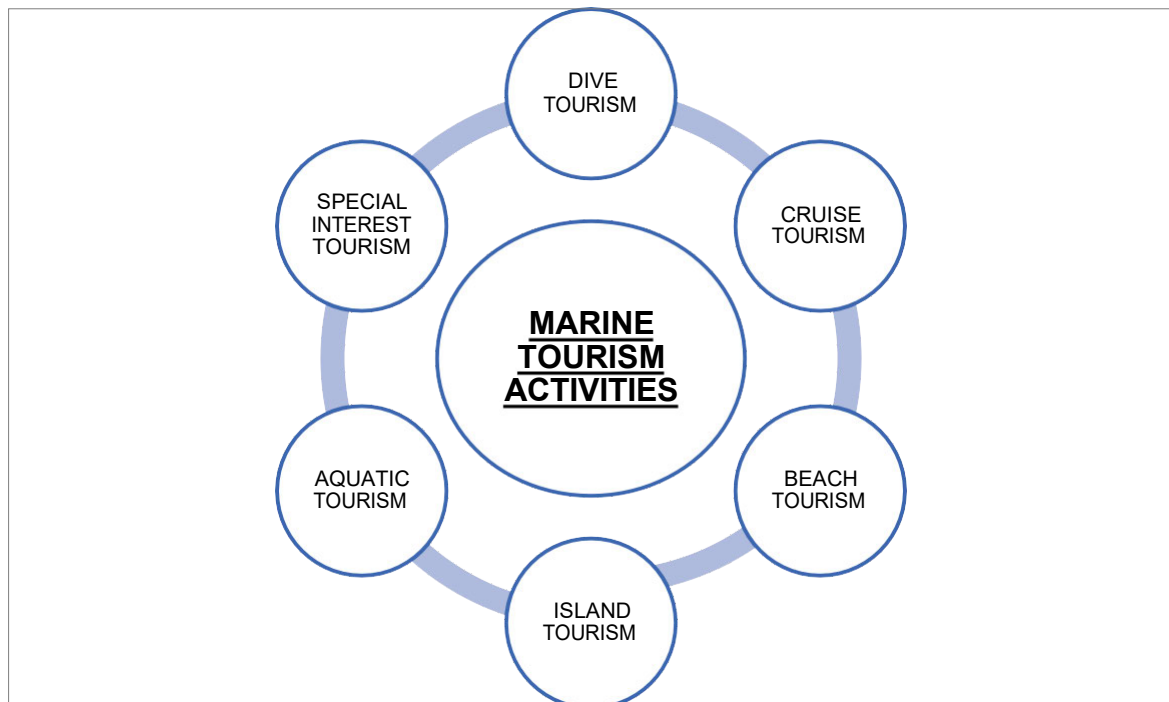 DIVE
TOURISM
CRUISE
TOURISM
BEACH
TOURISM
ISLAND
TOURISM
AQUATIC
TOURISM
SPECIAL
INTEREST
TOURISM
MARINE
TOURISM
ACTIVITIES